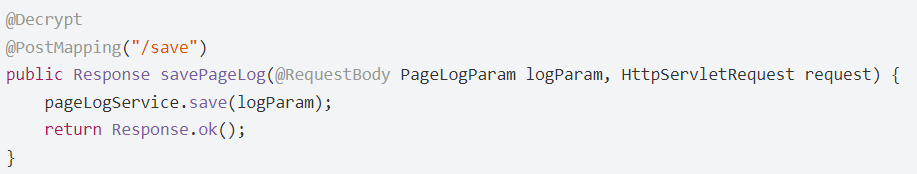 @Decrypt
@PostMapping("/save")
public Response savePageLog(@RequestBody PageLogParam logParam, HttpServletRequest request) {
    pageLogService.save(logParam);
    return Response.ok();
}